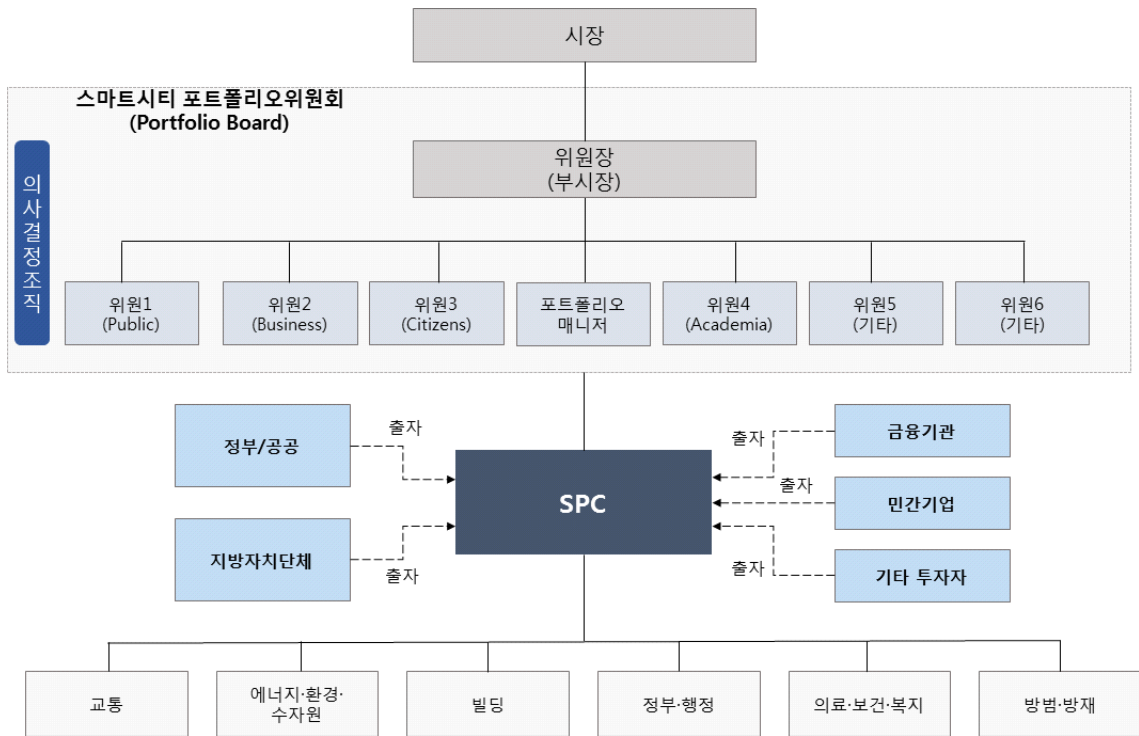 시장
스마트시티 포트폴리오위원회
(Portfolio Board)
의사결정조직
위원장
(부시장)
위원1
(Public)
위원2
(Business)
위원3
(Citizens)
포트폴리오
매니저
위원4
(Academia)
위원5
(기타)
위원6
(기타)
정부/공공
출자
지방자치단체
출자
SPC
출자
금융기관
출자
민간기업
출자
기타 투자자
교통
에너지·환경·
수자원
빌딩
정부·행정
의료·보건·복지
방범·방재